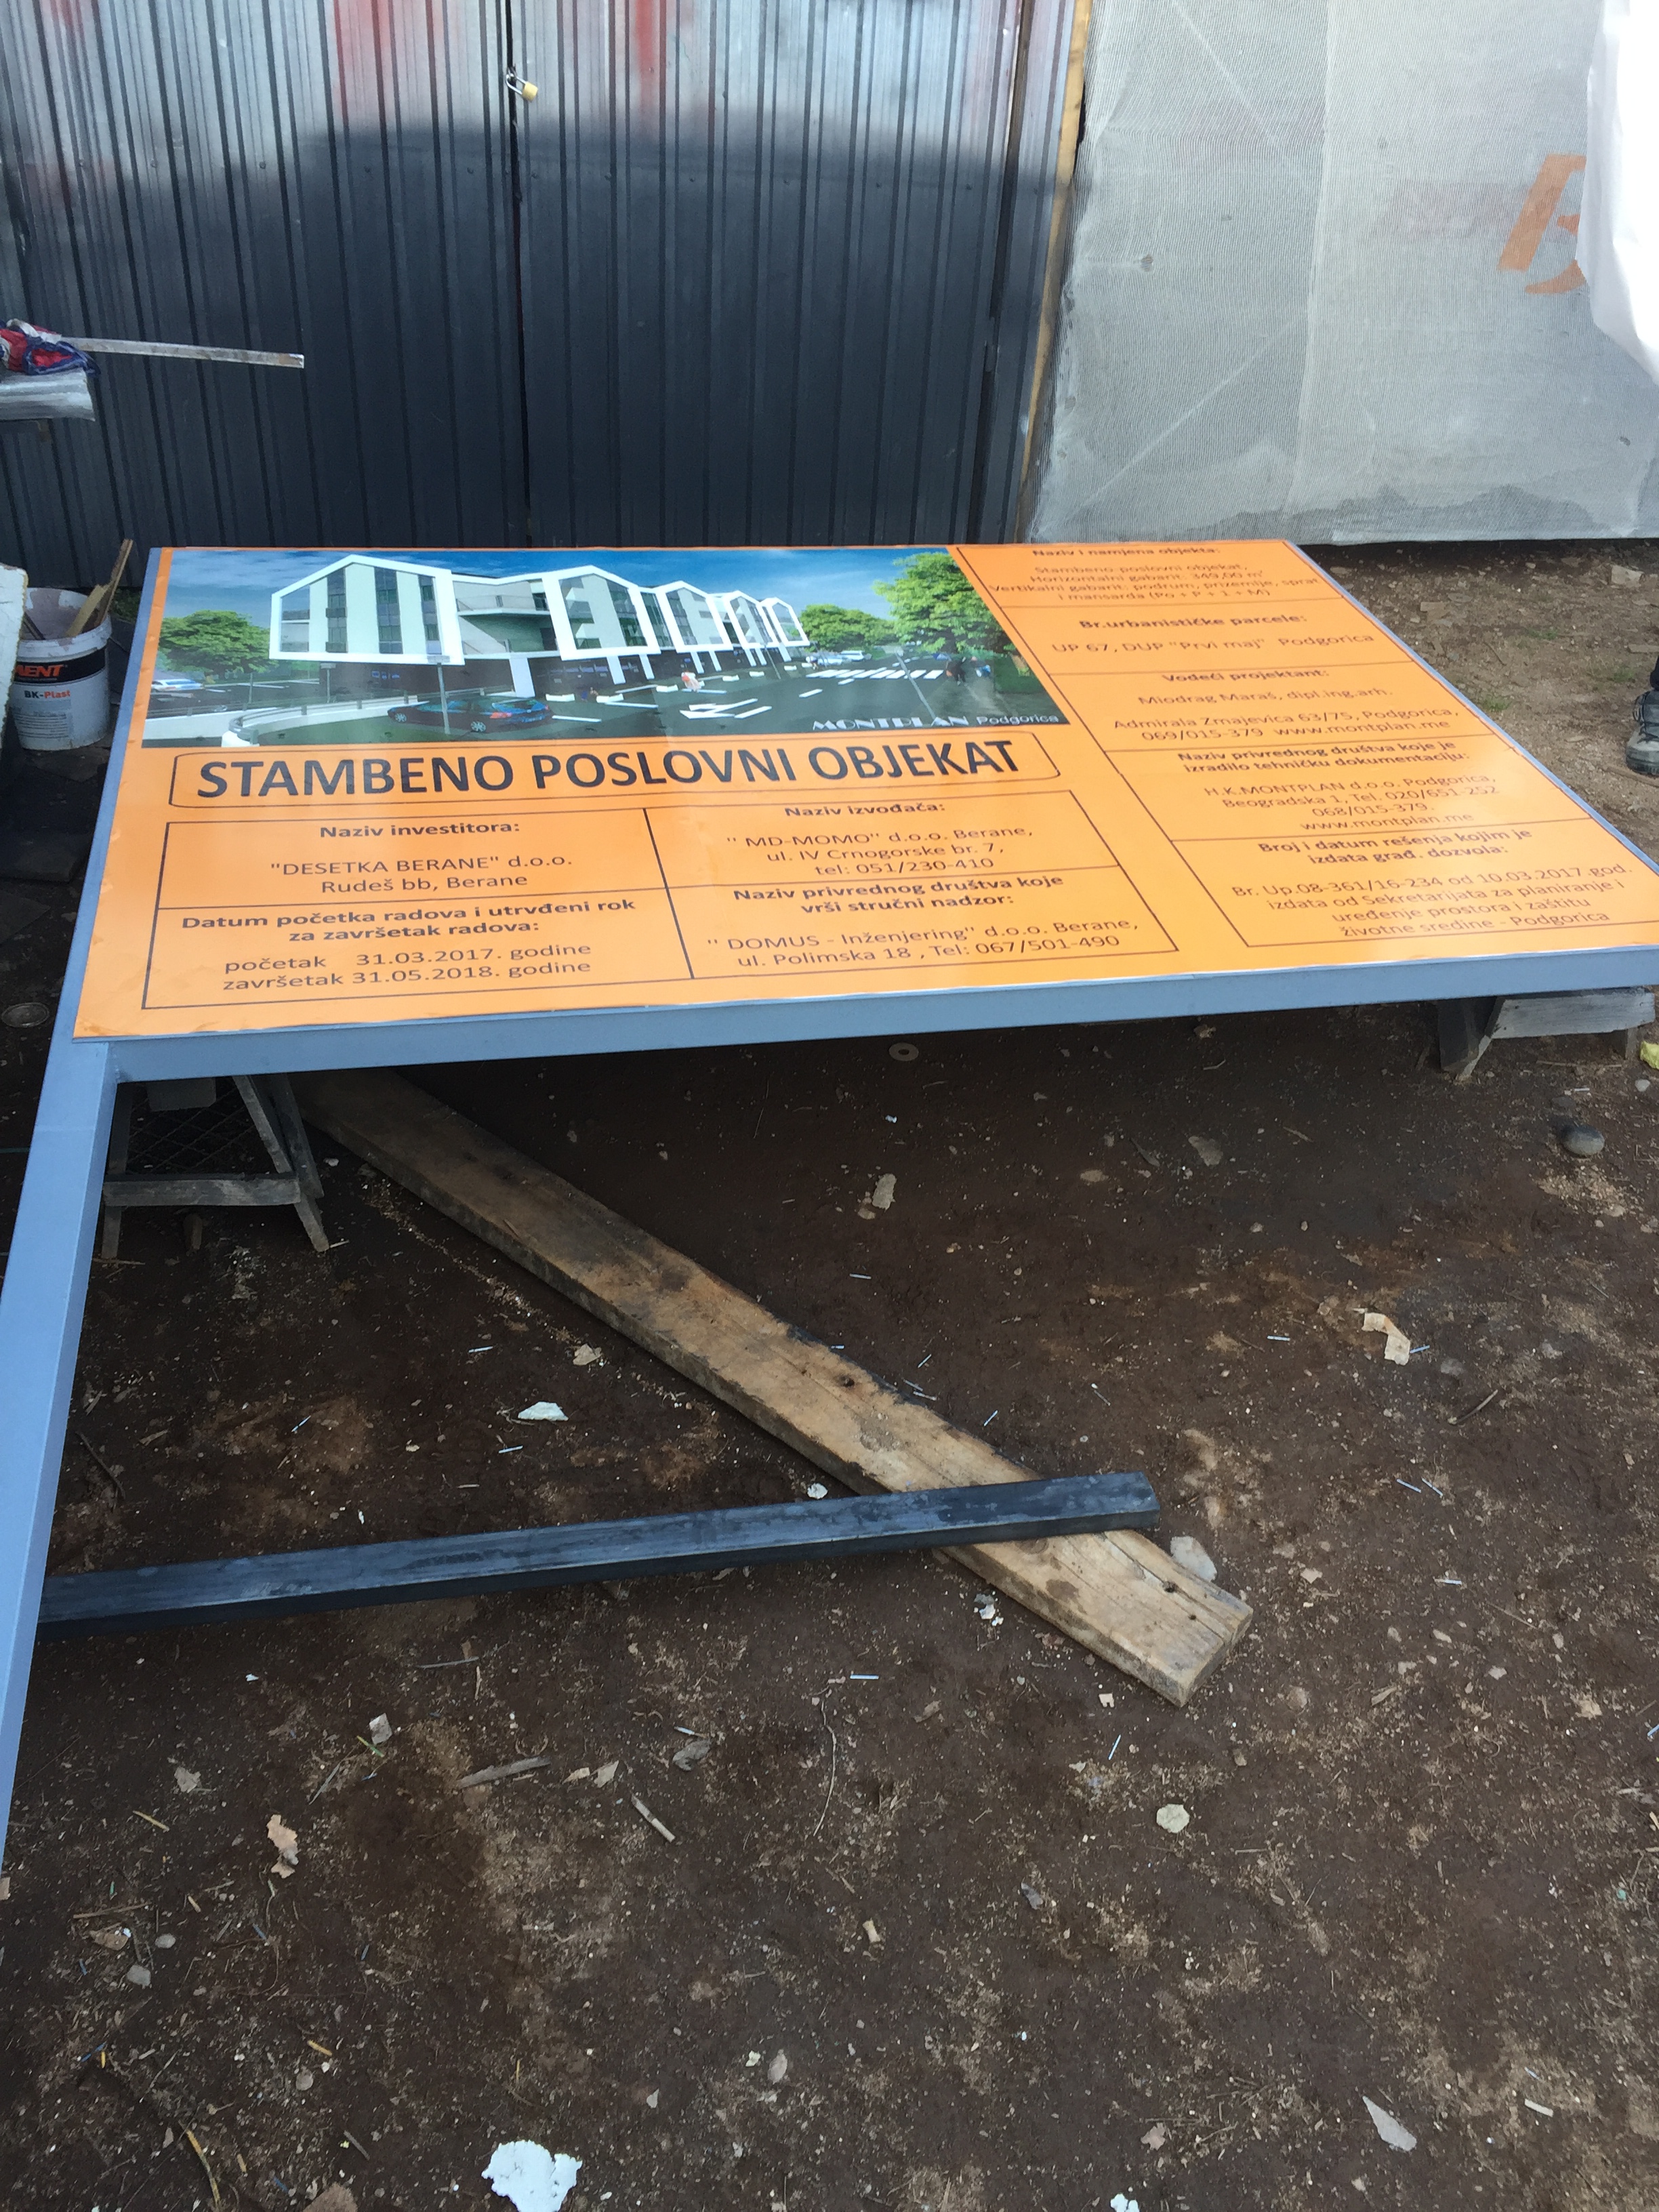 MONTPLAN Podgorica
STAMBENO POSLOVNI OBJEKAT
Naziv investitora:
"DESETKA BERANE" d.o.o.
Rudeš bb, Berane
Datum početka radova i utrvđeni rok
za završetak radova:
početak 31.03.2017. godine
završetak 31.05.2018. godine
Naziv izvođača:
" MD-MOMO" d.o.o. Berane,
ul. IV Crnogorske br. 7,
tel: 051/230-410
Naziv privrednog društva koje
vrši stručni nadzor:
" DOMUS - Inženjering" d.o.o. Berane,
ul. Polimska 18 , Tel: 067/501-490
Naziv i namjena objekta:
Stambeno-poslovni objekat,
Horizontalni gabarit 349,00 m²
Vertikalni gabarit, podrum, prizemlje, sprat
i mansarda (Po + P + 1 + M)
Br.urbanističke parcele:
UP 67, DUP "Prvi maj" Podgorica
Vodeći projektant:
Miodrag Maraš, dipl.ing.arh.
Admirala Zmajevica 63/75, Podgorica,
069/015-379 www.montplan.me
Naziv privrednog društva koje je
izradilo tehničku dokumentaciju:
H.K.MONTPLAN d.o.o. Podgorica,
Beogradska 1, Tel: 020/651-252
068/015-379.
www.montplan.me
Broj i datum rešenja kojim je
izdata građ. dozvola:
Br. Up.08-361/16-234 od 10.03.2017.god.
izdata od Sekretarijata za planiranje i
uređenje prostora i zaštitu
životne sredine - Podgorica
BK-Plast